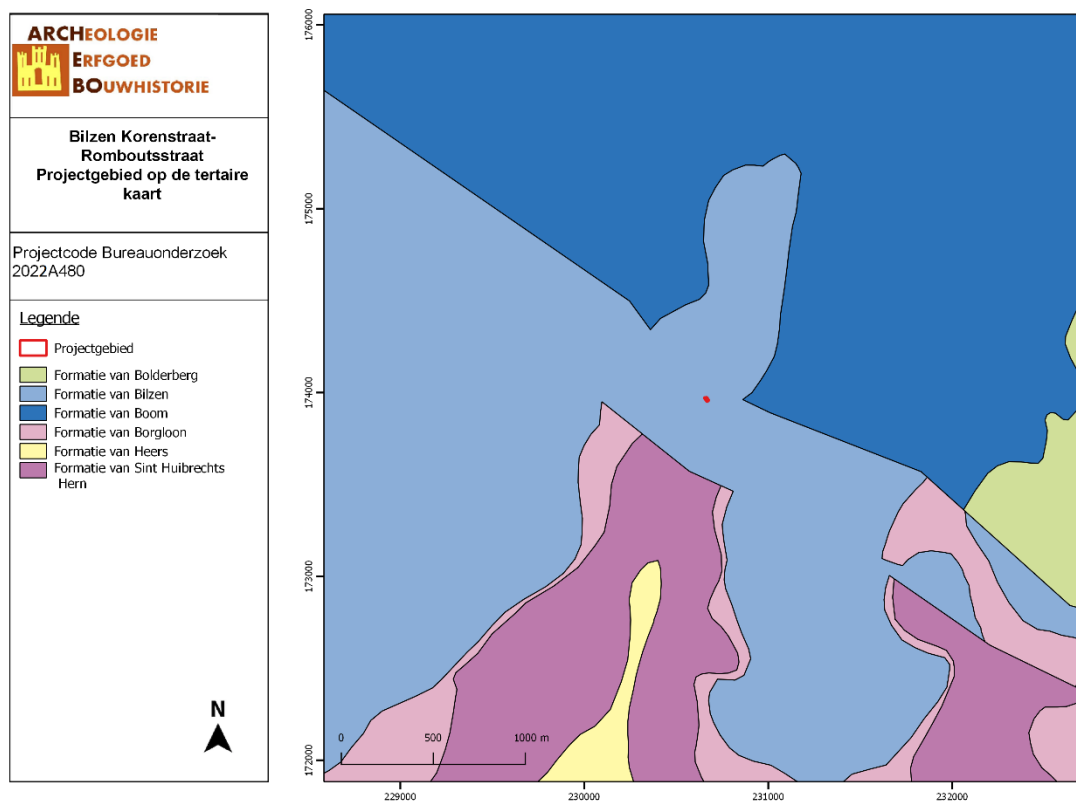 ARCHEOLOGIE
ERFGOED
BOUWHISTORIE
Bilzen Korenstraat-
Romboutsstraat
Projectgebied op de tertaire
kaart
Projectcode Bureauonderzoek
2022A480
Legende
Projectgebied
Formatie van Bolderberg
Formatie van Bilzen
Formatie van Boom
Formatie van Borgloon
Formatie van Heers
Formatie van Sint Huibrechts
Hern
N
176000
175000
174000
173000
172000
0 500 1000 m
229000 230000 231000 232000